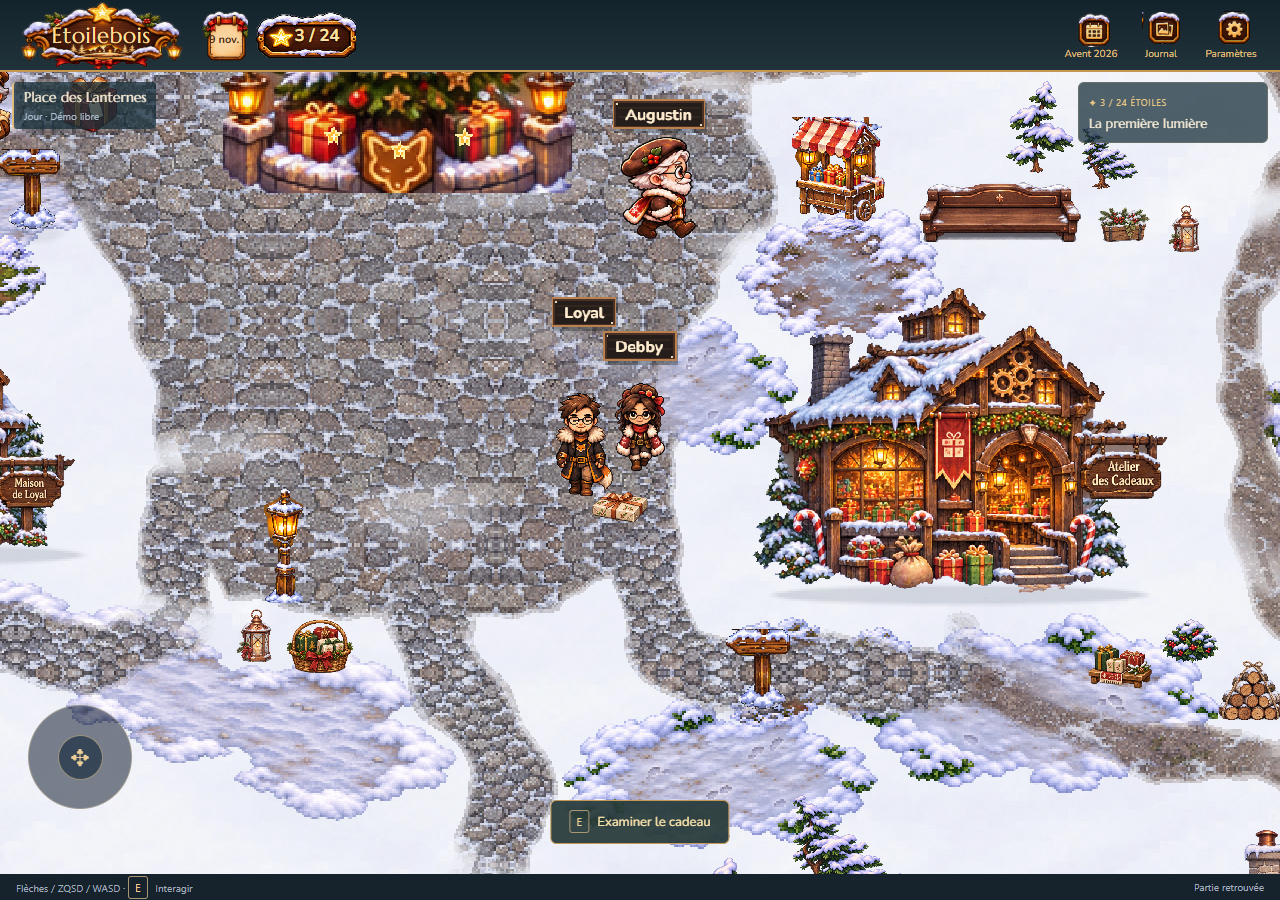 Etoilebois
9 nov.
3 / 24
Avent 2026
Journal
Paramètres
Place des Lanternes
Jour · Démo libre
✦ 3 / 24 ÉTOILES
La première lumière
Augustin
Loyal
Debby
Maison
de Loyal
Atelier
des Cadeaux
E Examiner le cadeau
Flèches / ZQSD / WASD · E Interagir
Partie retrouvée